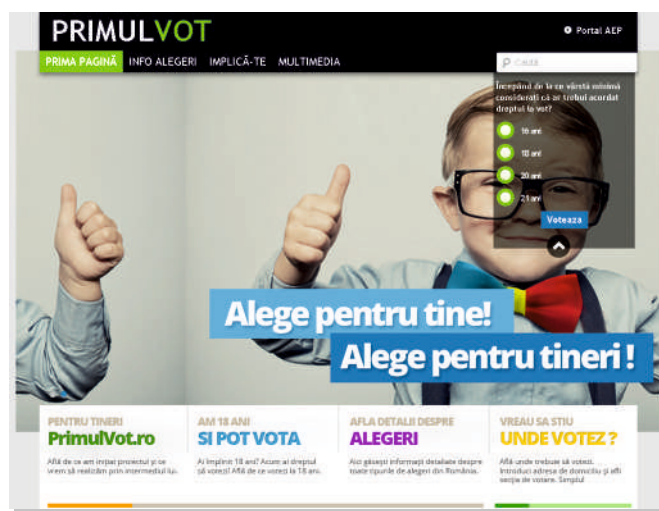 PRIMULVOT
Portal AEP
PRIMA PAGINĂ INFO ALEGERI IMPLICĂ-TE MULTIMEDIA
Caută
Începând de la ce vârstă minimă
considerați că ar trebui acordat
dreptul la vot?
16 ani
18 ani
20 ani
21 ani
Voteaza
Alege pentru tine!
Alege pentru tineri !
PENTRU TINERI
PrimulVot.ro
Află de ce am inițiat proiectul și ce
vrem să realizăm prin intermediul lui.
AM 18 ANI
SI POT VOTA
Ai împlinit 18 ani? Acum ai dreptul
să votezi! Află de ce votezi la 18 ani.
AFLA DETALII DESPRE
ALEGERI
Aici găsești informații detaliate despre
toate tipurile de alegeri din România.
VREAU SA STIU
UNDE VOTEZ ?
Află unde trebuie să votezi.
Introduci adresa de domiciliu și afli
secția de votare. Simplu!